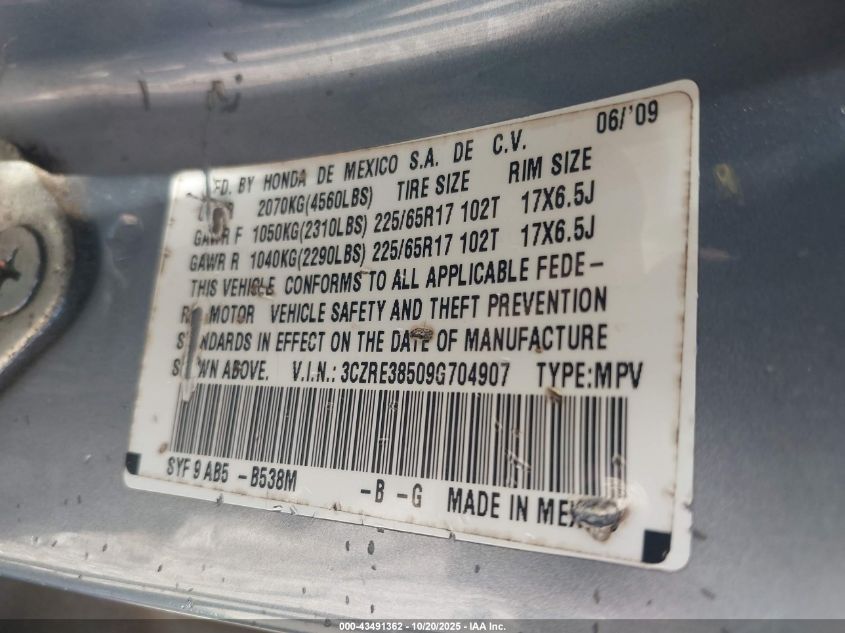 06/'09
BY HONDA DE MEXICO S.A. DE C.V.
2070KG(4560LBS) TIRE SIZE RIM SIZE
GAWR F 1050KG(2310LBS) 225/65R17 102T 17X6.5J
GAWR R 1040KG(2290LBS) 225/65R17 102T 17X6.5J
THIS VEHICLE CONFORMS TO ALL APPLICABLE FEDE-
MOTOR VEHICLE SAFETY AND THEFT PREVENTION
STANDARDS IN EFFECT ON THE DATE OF MANUFACTURE
ABOVE. V.I.N.: 3CZRE38509G704907 TYPE:MPV
SYF 9 AB5 -B538M -B -G MADE IN
000-43491362 - 10/20/2025 - IAA Inc.